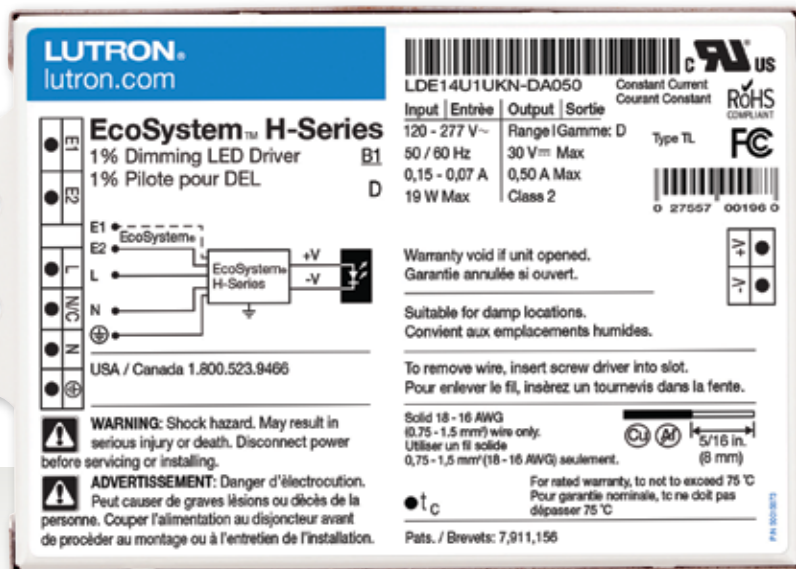 LUTRON®
lutron.com
EcoSystem™ H-Series
1% Dimming LED Driver B1
1% Pilote pour DEL D
E1
E2
L
N/C
N
E1
EcoSystem®
E2
L
N
EcoSystem®
H-Series
+V
-V
USA / Canada 1.800.523.9466
WARNING: Shock hazard. May result in
serious injury or death. Disconnect power
before servicing or installing.
ADVERTISSEMENT: Danger d'électrocution.
Peut causer de graves lèsions ou dècès de la
personne. Couper l'alimentation au disjoncteur avant
de procèder au montage ou à l'entretien de l'installation.
LDE14U1UKN-DA050
Constant Current
Courant Constant
c RU US
RoHS
COMPLIANT
Input | Entrèe | Output | Sortie
120 - 277 V~ Range|Gamme: D
50 / 60 Hz 30 V⎓ Max
0,15 - 0,07 A 0,50 A Max
19 W Max Class 2
Type TL
FC
0 27557 00196 0
Warranty void if unit opened.
Garantie annulée si ouvert.
+V
-V
Suitable for damp locations.
Convient aux emplacements humides.
To remove wire, insert screw driver into slot.
Pour enlever le fil, insèrez un tournevis dans la fente.
Solid 18 - 16 AWG
(0.75 - 1.5 mm²) wire only.
Utiliser un fil solide
0,75 - 1,5 mm² (18 - 16 AWG) seulement.
Cu Al
5/16 in.
(8 mm)
tc
For rated warranty, tc not to exceed 75 °C
Pour garantie nominale, tc ne doit pas
dépasser 75 °C
Pats. / Brevets: 7,911,156